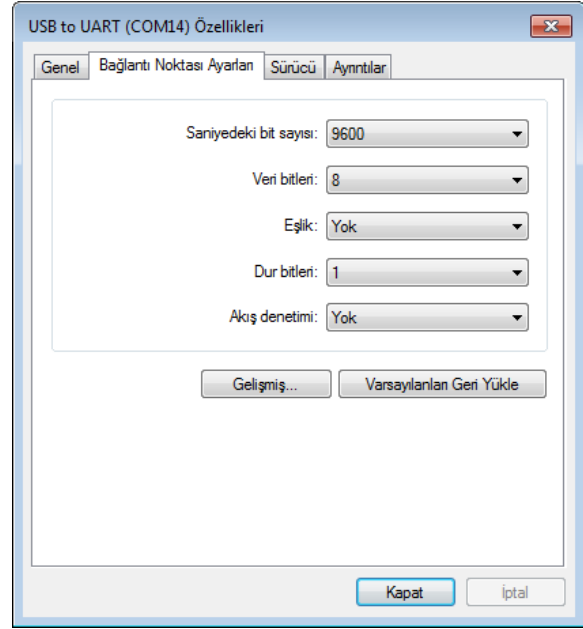 USB to UART (COM14) Özellikleri
Genel Bağlantı Noktası Ayarları Sürücü Ayrıntılar
Saniyedeki bit sayısı: 9600
Veri bitleri: 8
Eşlik: Yok
Dur bitleri: 1
Akış denetimi: Yok
Gelişmiş... Varsayılanları Geri Yükle
Kapat İptal